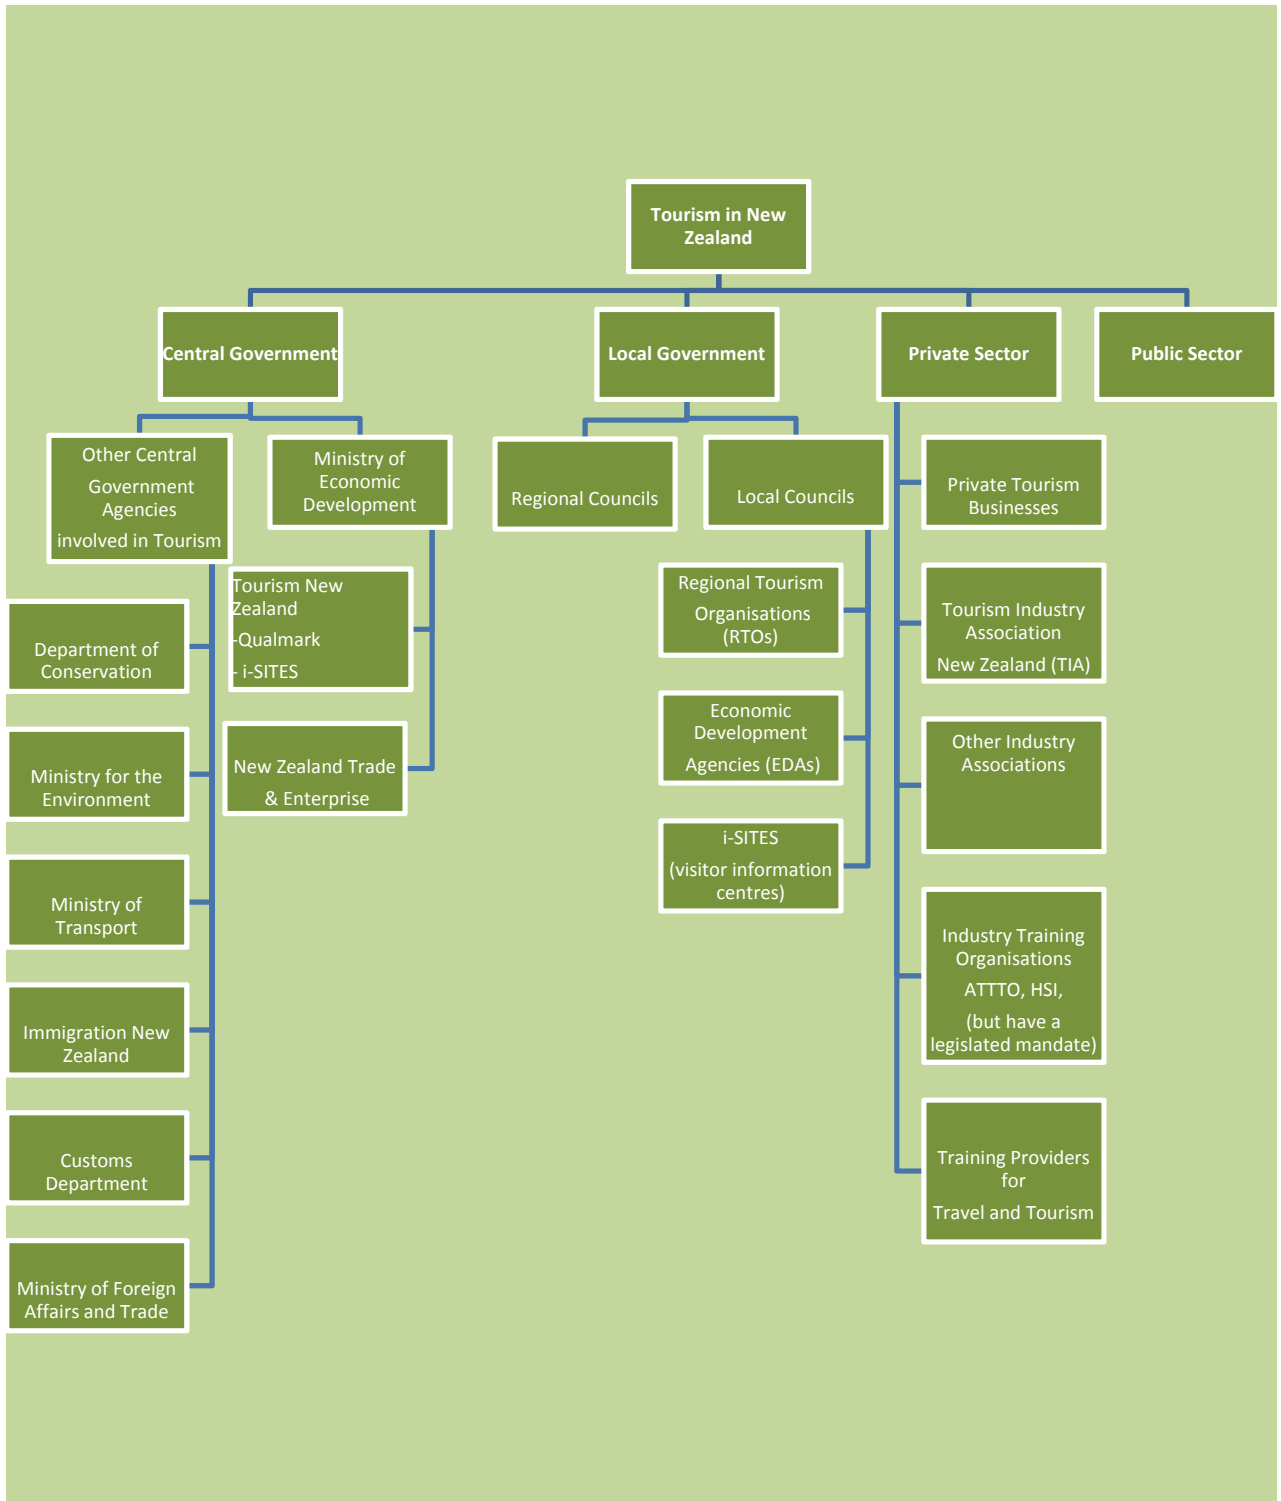 Tourism in New
Zealand
Central Government
Local Government
Private Sector
Public Sector
Other Central
Government
Agencies
involved in Tourism
Ministry of
Economic
Development
Regional Councils
Local Councils
Private Tourism
Businesses
Tourism New
Zealand
-Qualmark
- i-SITES
Regional Tourism
Organisations
(RTOs)
Tourism Industry
Association
New Zealand (TIA)
Department of
Conservation
New Zealand Trade
& Enterprise
Economic
Development
Agencies (EDAs)
Other Industry
Associations
Ministry for the
Environment
i-SITES
(visitor information
centres)
Ministry of
Transport
Industry Training
Organisations
ATTTO, HSI,
(but have a
legislated mandate)
Immigration New
Zealand
Customs
Department
Training Providers
for
Travel and Tourism
Ministry of Foreign
Affairs and Trade